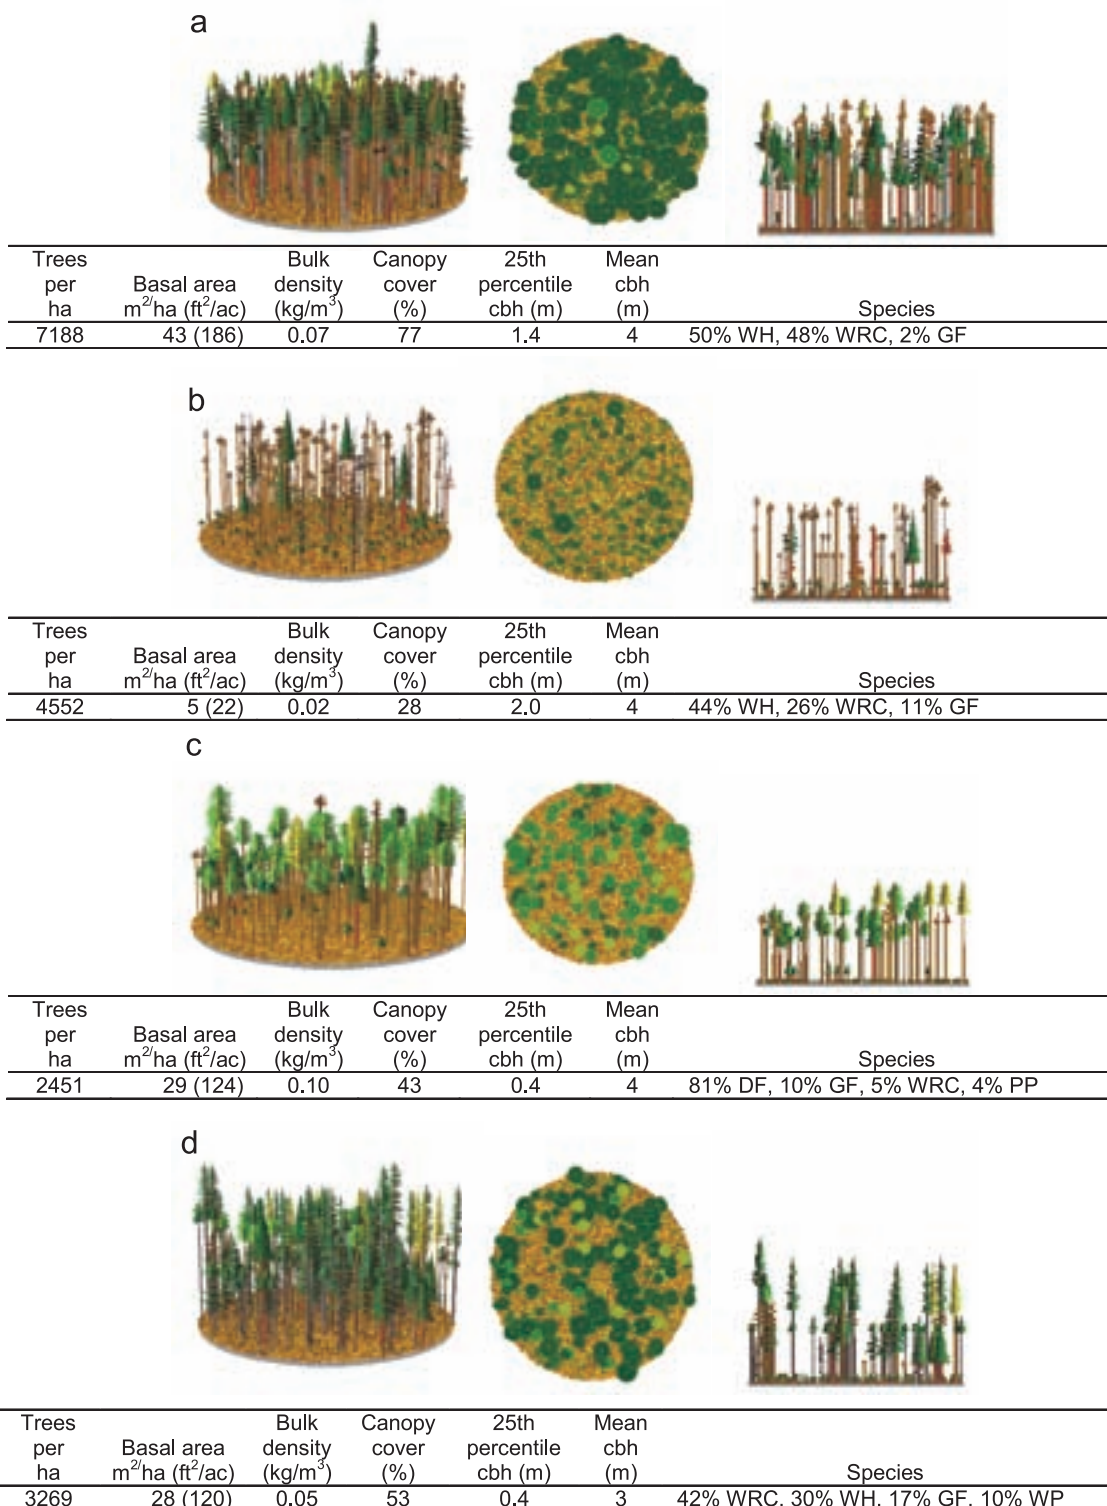 a
Trees Bulk Canopy 25th Mean
per Basal area density cover percentile cbh
ha m²/ha (ft²/ac) (kg/m³) (%) cbh (m) (m) Species
7188 43 (186) 0.07 77 1.4 4 50% WH, 48% WRC, 2% GF
b
Trees Bulk Canopy 25th Mean
per Basal area density cover percentile cbh
ha m²/ha (ft²/ac) (kg/m³) (%) cbh (m) (m) Species
4552 5 (22) 0.02 28 2.0 4 44% WH, 26% WRC, 11% GF
c
Trees Bulk Canopy 25th Mean
per Basal area density cover percentile cbh
ha m²/ha (ft²/ac) (kg/m³) (%) cbh (m) (m) Species
2451 29 (124) 0.10 43 0.4 4 81% DF, 10% GF, 5% WRC, 4% PP
d
Trees Bulk Canopy 25th Mean
per Basal area density cover percentile cbh
ha m²/ha (ft²/ac) (kg/m³) (%) cbh (m) (m) Species
3269 28 (120) 0.05 53 0.4 3 42% WRC, 30% WH, 17% GF, 10% WP